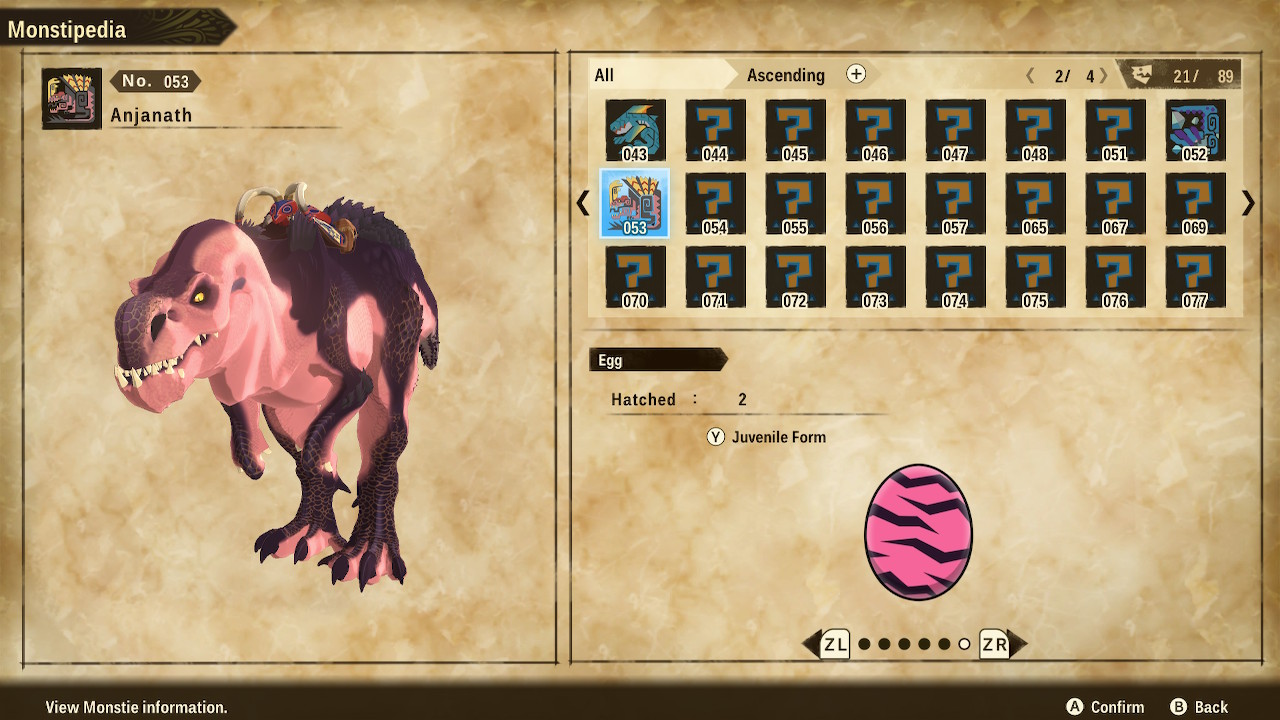 Monstipedia
No. 053
Anjanath
All
Ascending
2/ 4
21/ 89
043 044 045 046 047 048 051 052
053 054 055 056 057 065 067 069
070 071 072 073 074 075 076 077
Egg
Hatched : 2
Y Juvenile Form
ZL ZR
View Monstie information.
A Confirm B Back